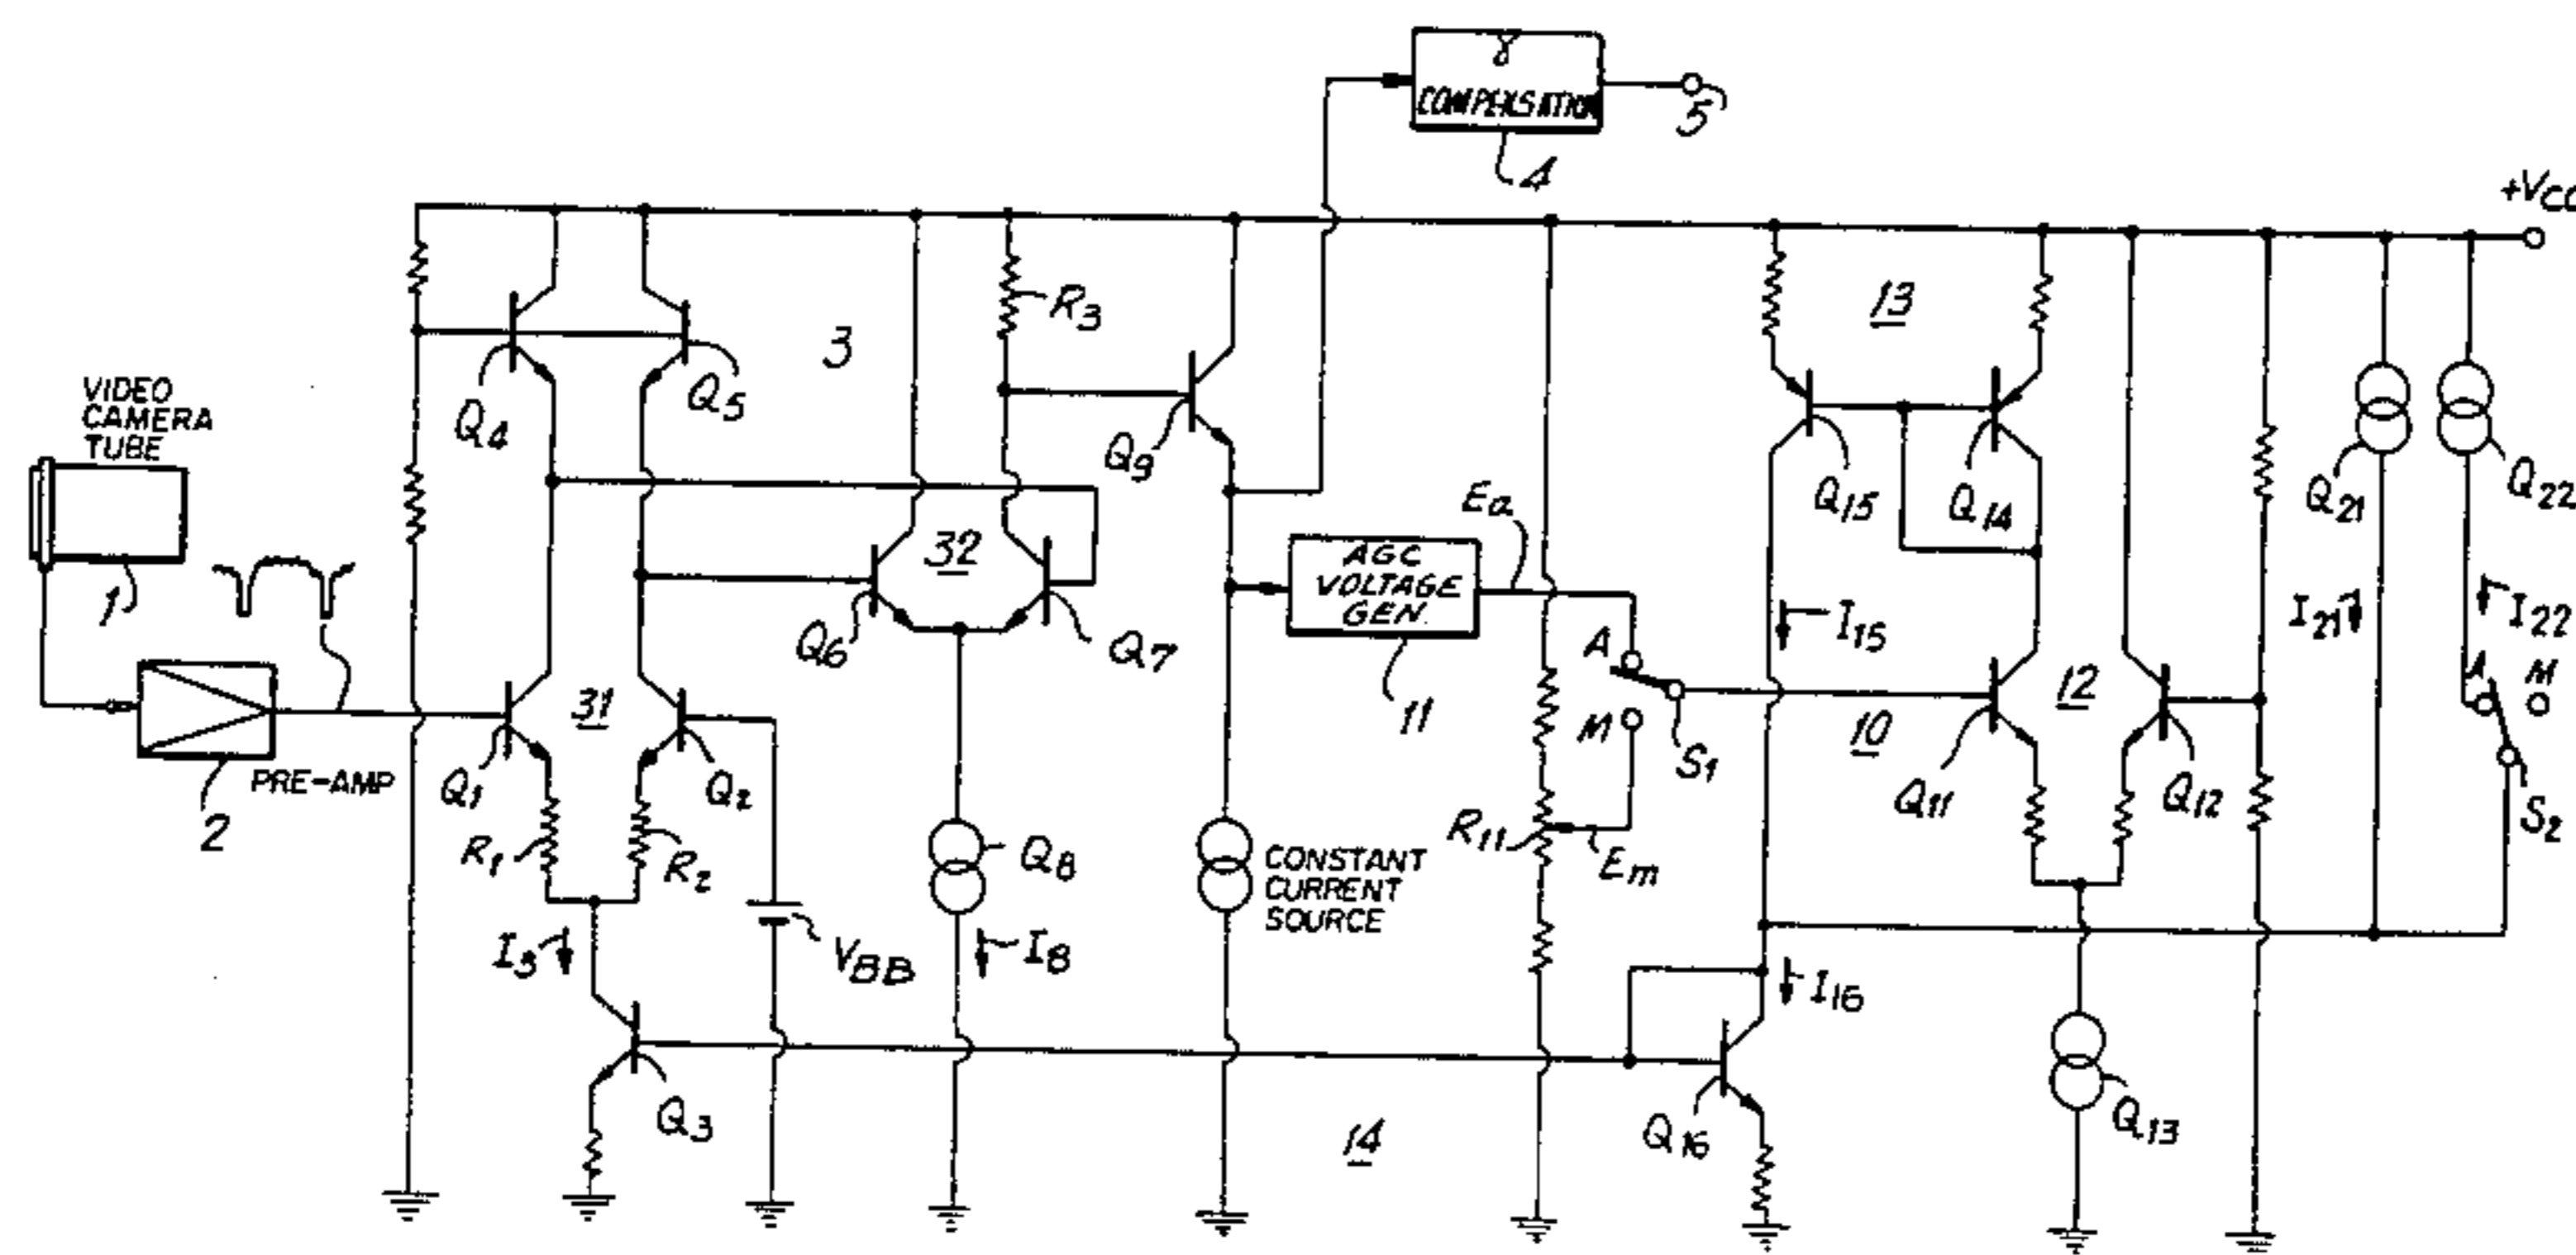 γ
COMPENSATION
5
4
+VCC
VIDEO
CAMERA
TUBE
1
Q4
Q5
3
R3
Q9
13
Q15
Q14
Q21
Q22
32
Q6
Q7
AGC
VOLTAGE
GEN.
11
Ea
A
M
S1
I15
10
12
I21
I22
A
M
S2
2
PRE-AMP
31
Q1
Q2
R1
R2
Q8
CONSTANT
CURRENT
SOURCE
R11
Em
Q11
Q12
I3
VBB
I8
I16
Q3
14
Q16
Q13